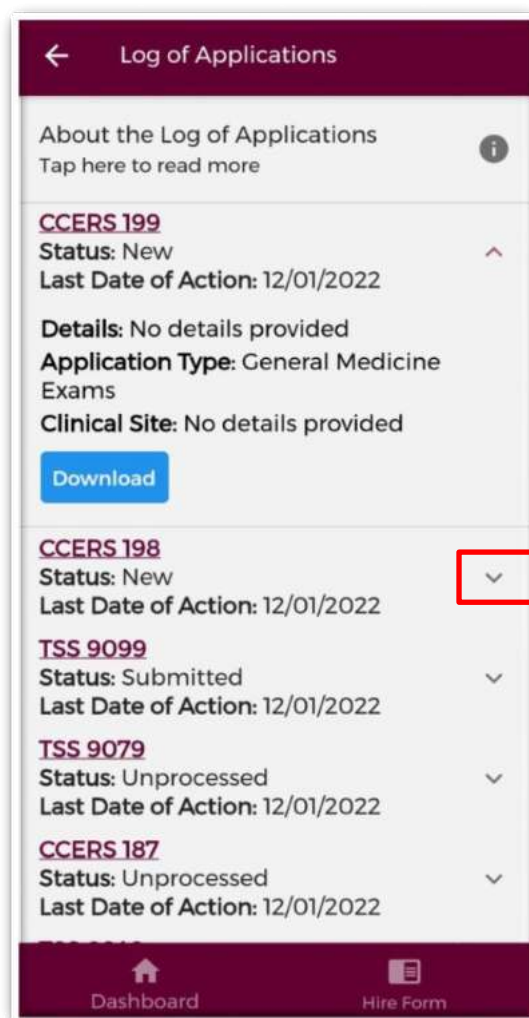 Log of Applications
About the Log of Applications
Tap here to read more
CCERS 199
Status: New
Last Date of Action: 12/01/2022
Details: No details provided
Application Type: General Medicine
Exams
Clinical Site: No details provided
Download
CCERS 198
Status: New
Last Date of Action: 12/01/2022
TSS 9099
Status: Submitted
Last Date of Action: 12/01/2022
TSS 9079
Status: Unprocessed
Last Date of Action: 12/01/2022
CCERS 187
Status: Unprocessed
Last Date of Action: 12/01/2022
Dashboard
Hire Form